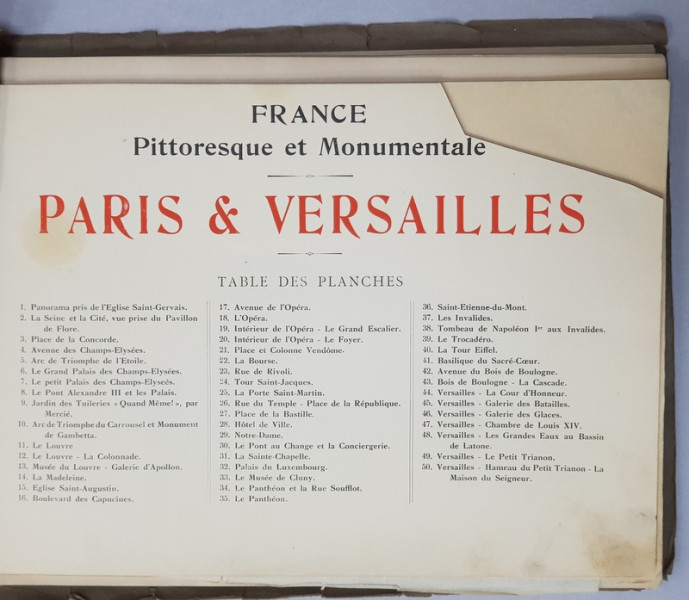 FRANCE
Pittoresque et Monumentale
PARIS & VERSAILLES
TABLE DES PLANCHES
1. Panorama pris de l'Eglise Saint-Gervais.
2. La Seine et la Cité, vue prise du Pavillon
de Flore.
3. Place de la Concorde.
4. Avenue des Champs-Elysées.
5. Arc de Triomphe de l'Etoile.
6. Le Grand Palais des Champs-Elysées.
7. Le petit Palais des Champs-Elyseés.
8. Le Pont Alexandre III et les Palais.
9. Jardin des Tuileries « Quand Même! », par
Mercié.
10. Arc de Triomphe du Carrousel et Monument
de Gambetta.
11. Le Louvre
12. Le Louvre - La Colonnade.
13. Musée du Louvre - Galerie d'Apollon.
14. La Madeleine.
15. Eglise Saint-Augustin.
16. Boulevard des Capucines.
17. Avenue de l'Opéra.
18. L'Opéra.
19. Intérieur de l'Opéra - Le Grand Escalier.
20. Intérieur de l'Opéra - Le Foyer.
21. Place et Colonne Vendôme.
22. La Bourse.
23. Rue de Rivoli.
24. Tour Saint-Jacques.
25. La Porte Saint-Martin.
26. Rue du Temple - Place de la République.
27. Place de la Bastille.
28. Hôtel de Ville.
29. Notre-Dame.
30. Le Pont au Change et la Conciergerie.
31. La Sainte-Chapelle.
32. Palais du Luxembourg.
33. Le Musée de Cluny.
34. Le Panthéon et la Rue Soufflot.
35. Le Panthéon.
36. Saint-Etienne-du-Mont.
37. Les Invalides.
38. Tombeau de Napoléon Ier aux Invalides.
39. Le Trocadéro.
40. La Tour Eiffel.
41. Basilique du Sacré-Cœur.
42. Avenue du Bois de Boulogne.
43. Bois de Boulogne - La Cascade.
44. Versailles - La Cour d'Honneur.
45. Versailles - Galerie des Batailles.
46. Versailles - Galerie des Glaces.
47. Versailles - Chambre de Louis XIV.
48. Versailles - Les Grandes Eaux au Bassin
de Latone.
49. Versailles - Le Petit Trianon.
50. Versailles - Hameau du Petit Trianon - La
Maison du Seigneur.